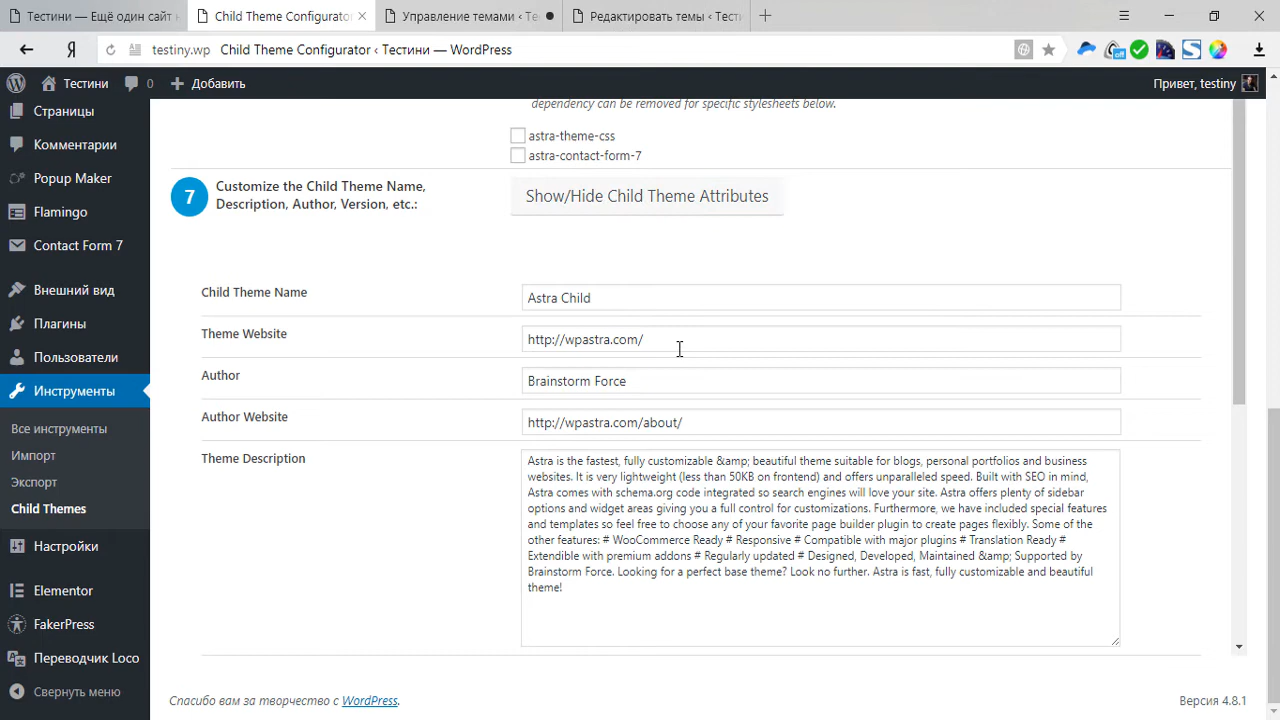 Тестини — Ещё один сайт н
Child Theme Configurator
Управление темами ‹ Те
Редактировать темы ‹ Тести
testiny.wp Child Theme Configurator ‹ Тестини — WordPress
off
Тестини 0 Добавить
Привет, testiny
Страницы
Комментарии
Popup Maker
Flamingo
Contact Form 7
Внешний вид
Плагины
Пользователи
Инструменты
Все инструменты
Импорт
Экспорт
Child Themes
Настройки
Elementor
FakerPress
Переводчик Loco
Свернуть меню
dependency can be removed for specific stylesheets below.
astra-theme-css
astra-contact-form-7
7
Customize the Child Theme Name,
Description, Author, Version, etc.:
Show/Hide Child Theme Attributes
Child Theme Name
Astra Child
Theme Website
http://wpastra.com/
Author
Brainstorm Force
Author Website
http://wpastra.com/about/
Theme Description
Astra is the fastest, fully customizable &amp; beautiful theme suitable for blogs, personal portfolios and business
websites. It is very lightweight (less than 50KB on frontend) and offers unparalleled speed. Built with SEO in mind,
Astra comes with schema.org code integrated so search engines will love your site. Astra offers plenty of sidebar
options and widget areas giving you a full control for customizations. Furthermore, we have included special features
and templates so feel free to choose any of your favorite page builder plugin to create pages flexibly. Some of the
other features: # WooCommerce Ready # Responsive # Compatible with major plugins # Translation Ready #
Extendible with premium addons # Regularly updated # Designed, Developed, Maintained &amp; Supported by
Brainstorm Force. Looking for a perfect base theme? Look no further. Astra is fast, fully customizable and beautiful
theme!
Спасибо вам за творчество с WordPress.
Версия 4.8.1